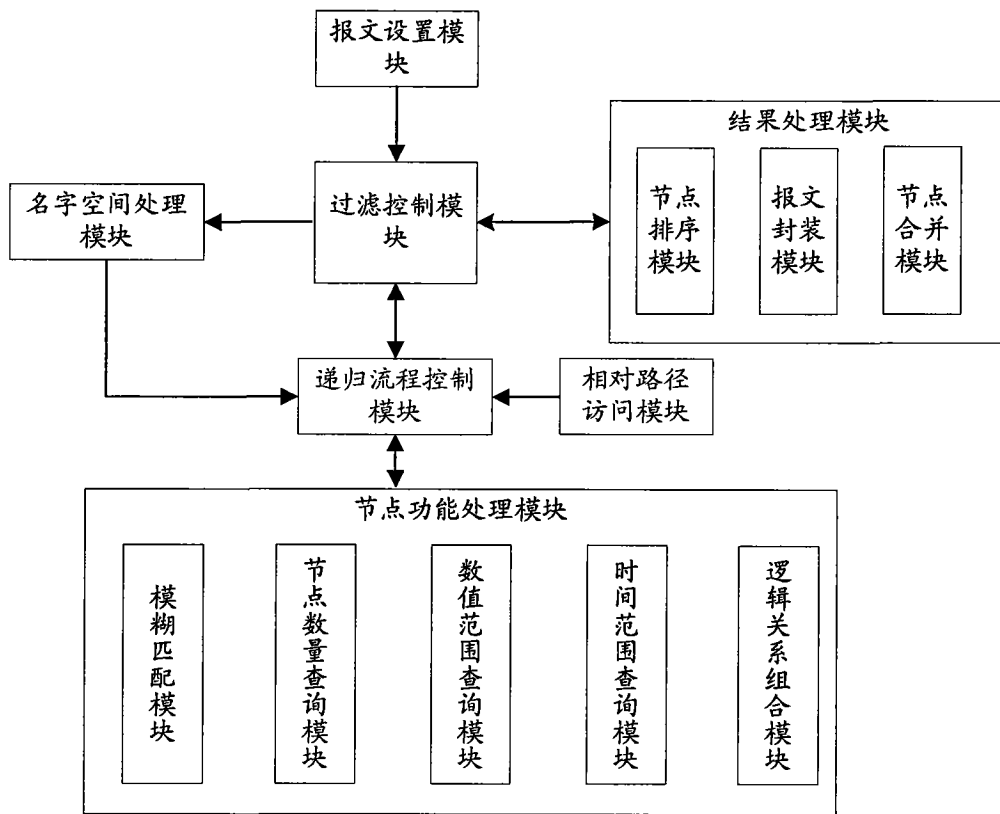 报文设置模
块
结果处理模块
节点
排序
模块
报文
封装
模块
节点
合并
模块
过滤控制模
块
名字空间处理
模块
递归流程控制
模块
相对路径
访问模块
节点功能处理模块
模糊匹配模块
节点数量查询模块
数值范围查询模块
时间范围查询模块
逻辑关系组合模块